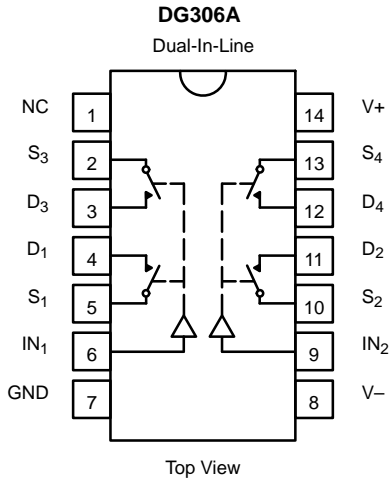 DG306A
Dual-In-Line
NC 1 14 V+
S3 2 13 S4
D3 3 12 D4
D1 4 11 D2
S1 5 10 S2
IN1 6 9 IN2
GND 7 8 V–
Top View